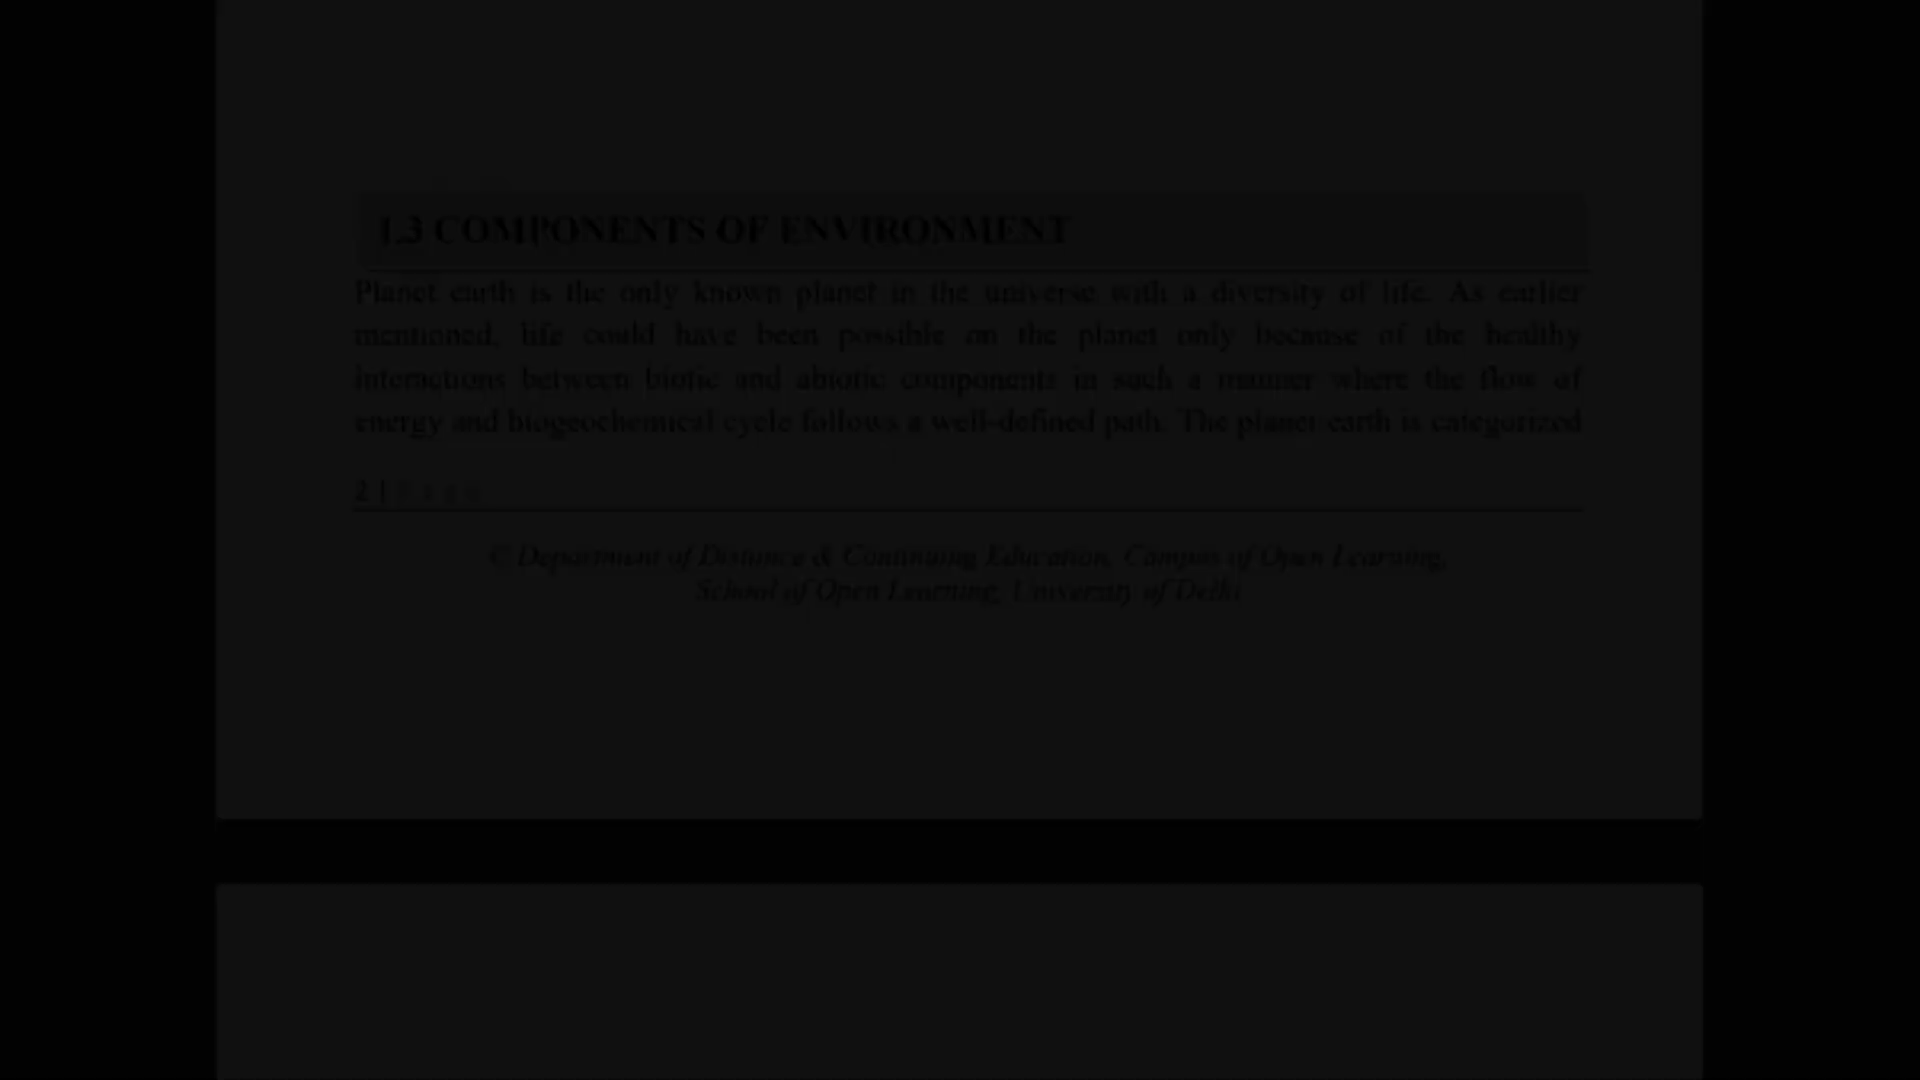 1.3 COMPONENTS OF ENVIRONMENT
Planet earth is the only known planet in the universe with a diversity of life. As earlier
mentioned, life could have been possible on the planet only because of the healthy
interactions between biotic and abiotic components in such a manner where the flow of
energy and biogeochemical cycle follows a well-defined path. The planet earth is categorized
2 | P a g e
© Department of Distance & Continuing Education, Campus of Open Learning,
School of Open Learning, University of Delhi